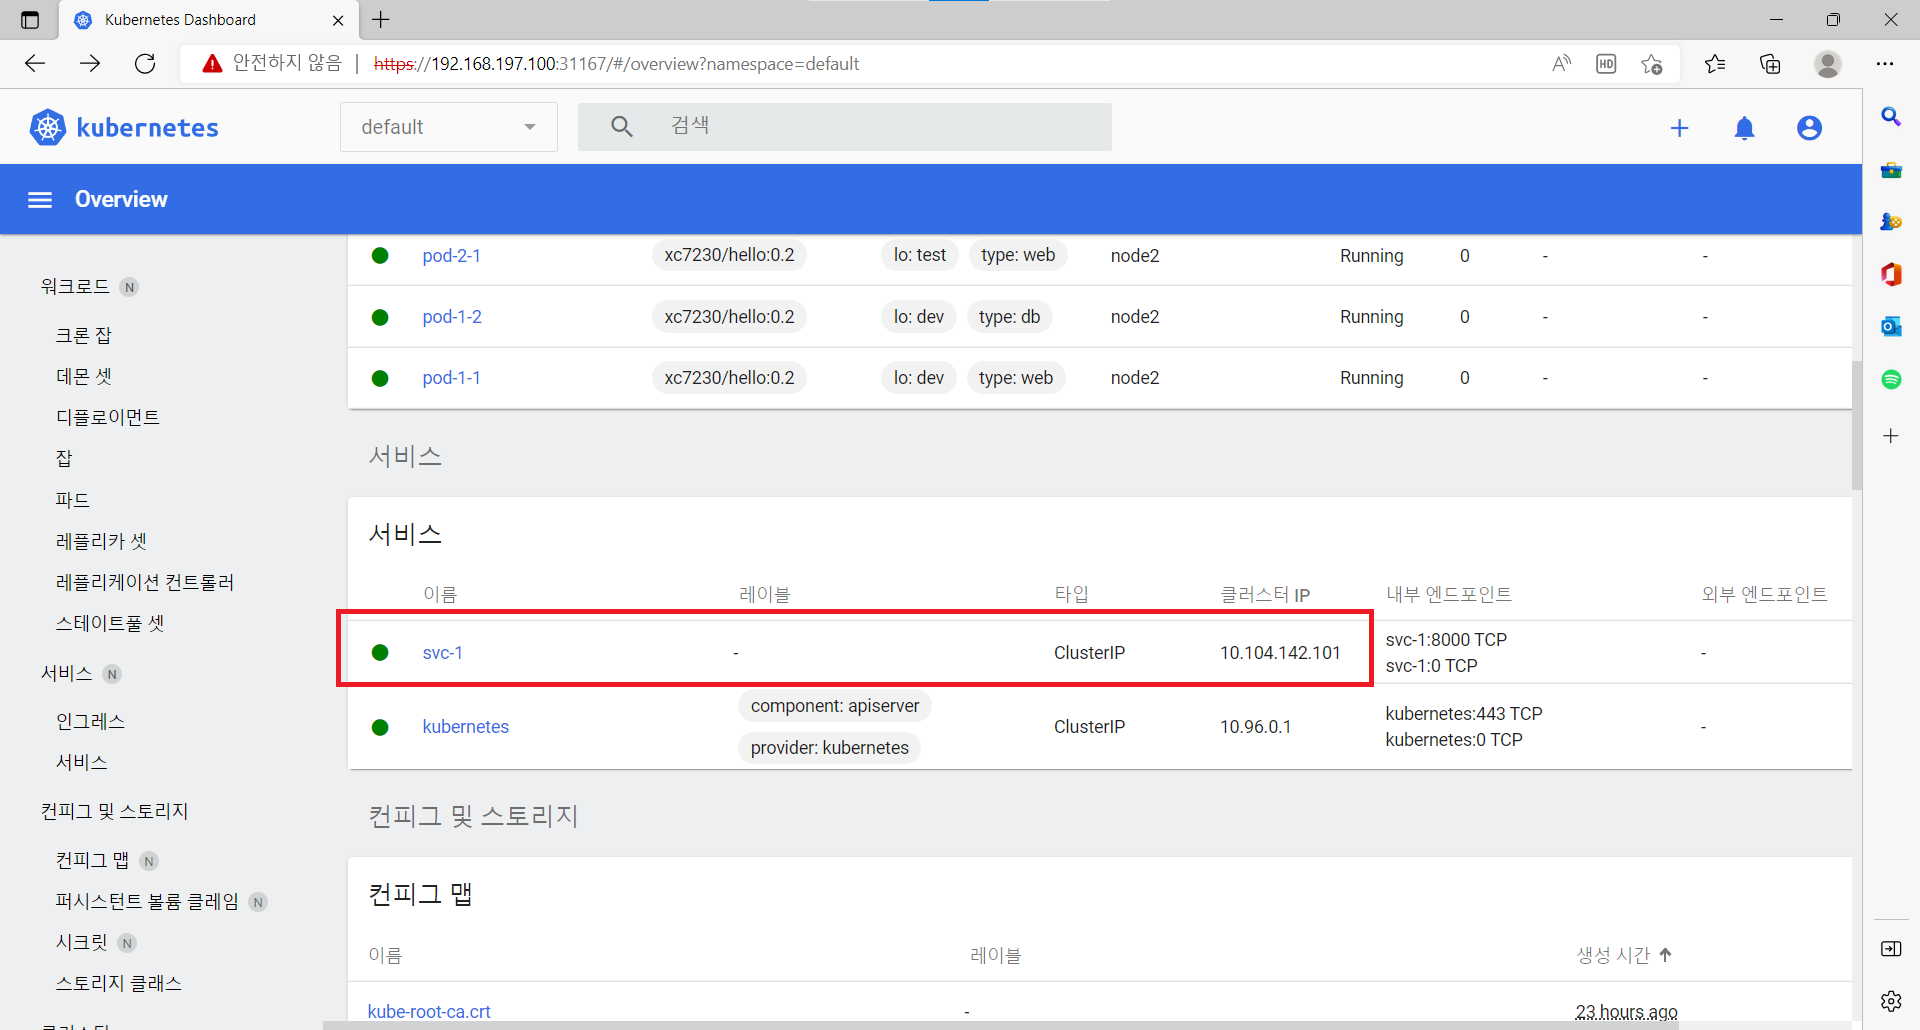 Kubernetes Dashboard
안전하지 않음 | https://192.168.197.100:31167/#/overview?namespace=default
HD
kubernetes
default
검색
Overview
워크로드 N
크론 잡
데몬 셋
디플로이먼트
잡
파드
레플리카 셋
레플리케이션 컨트롤러
스테이트풀 셋
서비스 N
인그레스
서비스
컨피그 및 스토리지
컨피그 맵 N
퍼시스턴트 볼륨 클레임 N
시크릿 N
스토리지 클래스
pod-2-1 xc7230/hello:0.2 lo: test type: web node2 Running 0 - -
pod-1-2 xc7230/hello:0.2 lo: dev type: db node2 Running 0 - -
pod-1-1 xc7230/hello:0.2 lo: dev type: web node2 Running 0 - -
서비스
서비스
이름 레이블 타입 클러스터 IP 내부 엔드포인트 외부 엔드포인트
svc-1 - ClusterIP 10.104.142.101 svc-1:8000 TCP -
svc-1:0 TCP
component: apiserver
kubernetes ClusterIP 10.96.0.1 kubernetes:443 TCP -
provider: kubernetes kubernetes:0 TCP
컨피그 및 스토리지
컨피그 맵
이름 레이블 생성 시간
kube-root-ca.crt - 23 hours ago